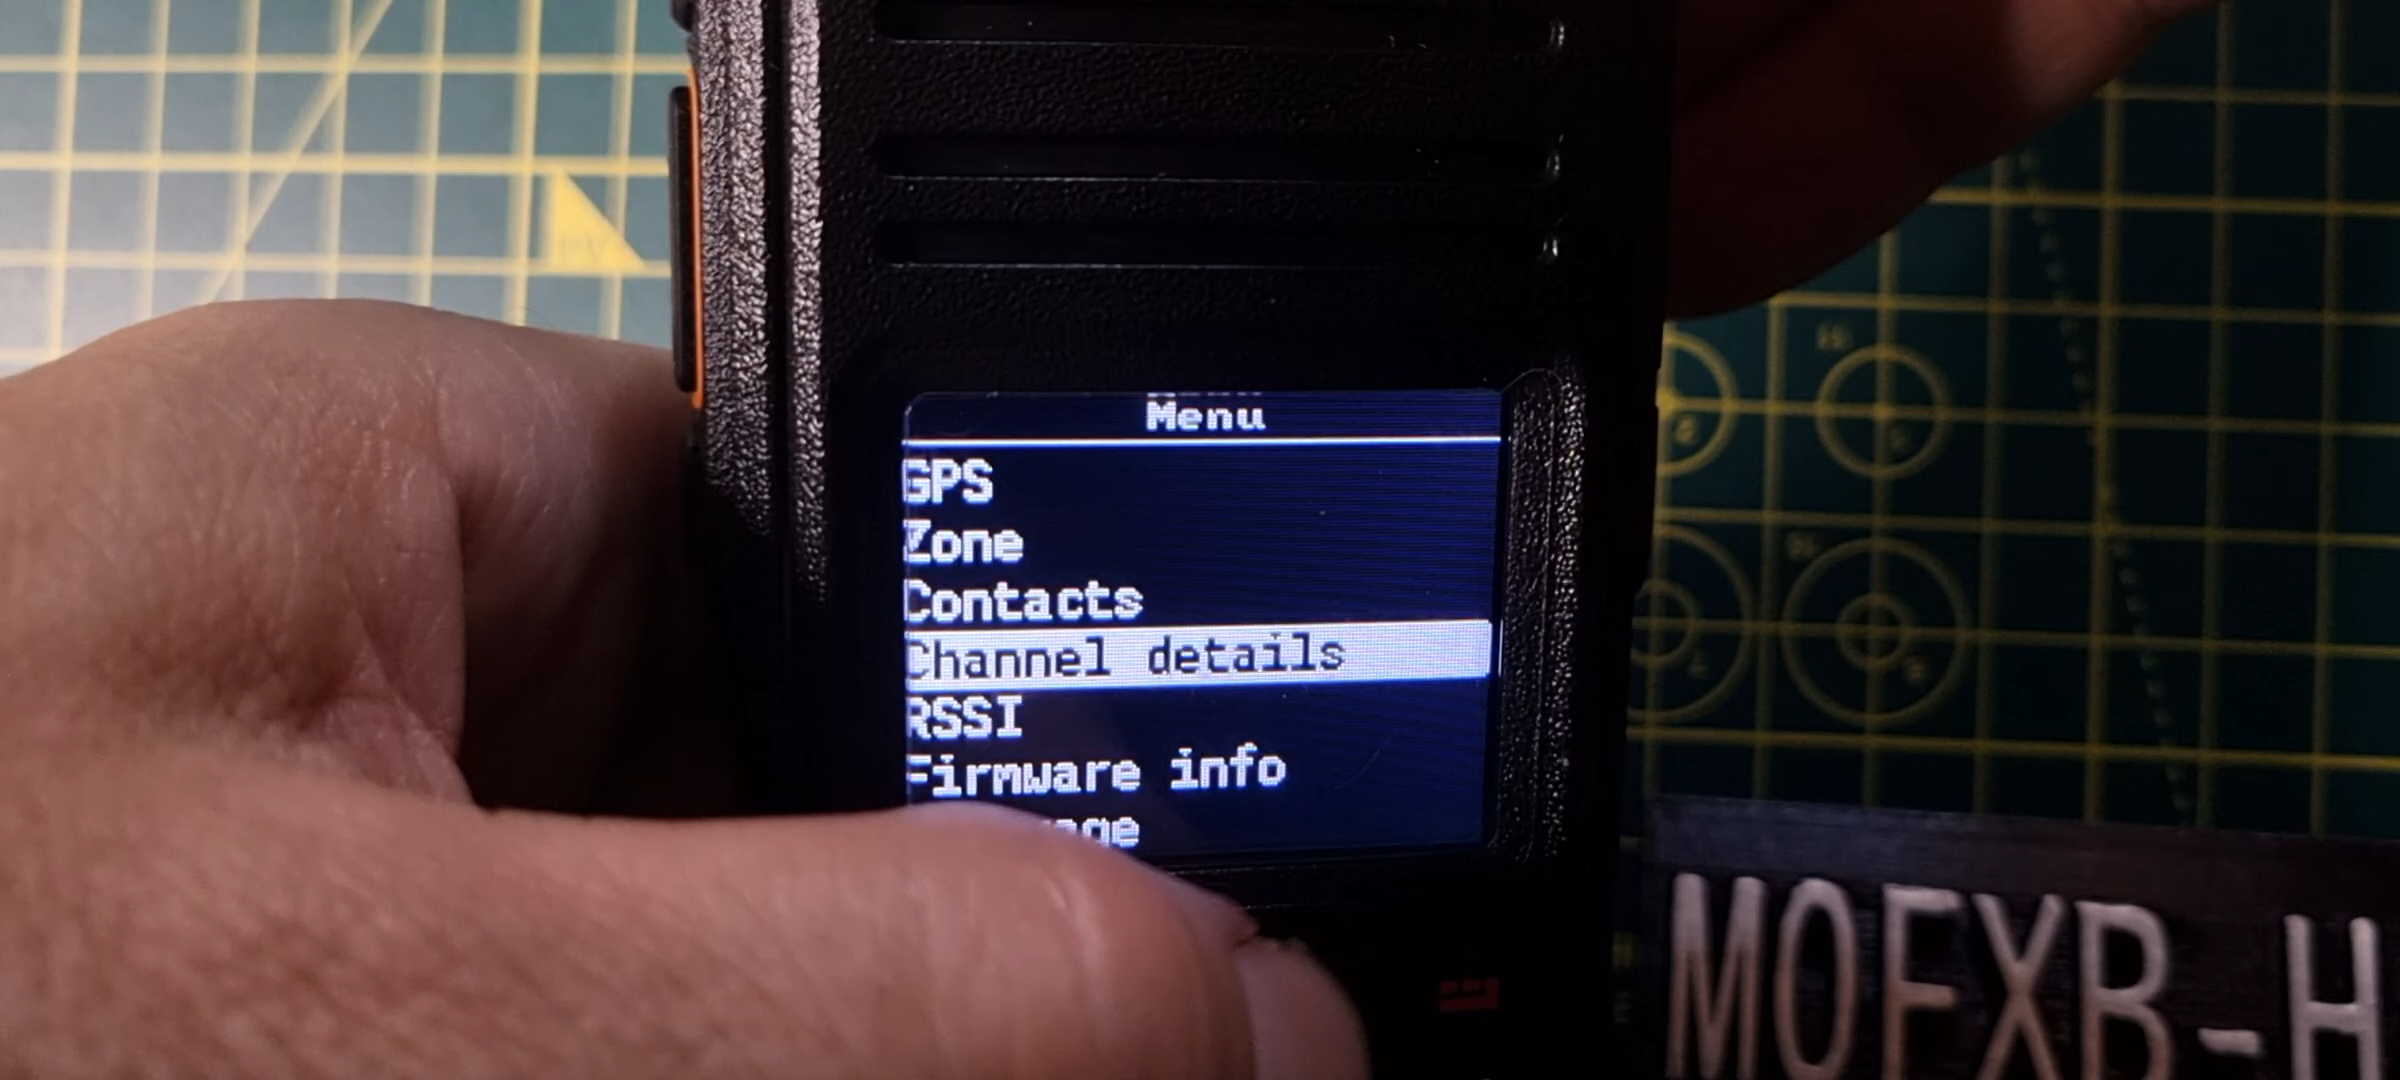 Menu
GPS
Zone
Contacts
Channel details
RSSI
Firmware info
M0FXB-H